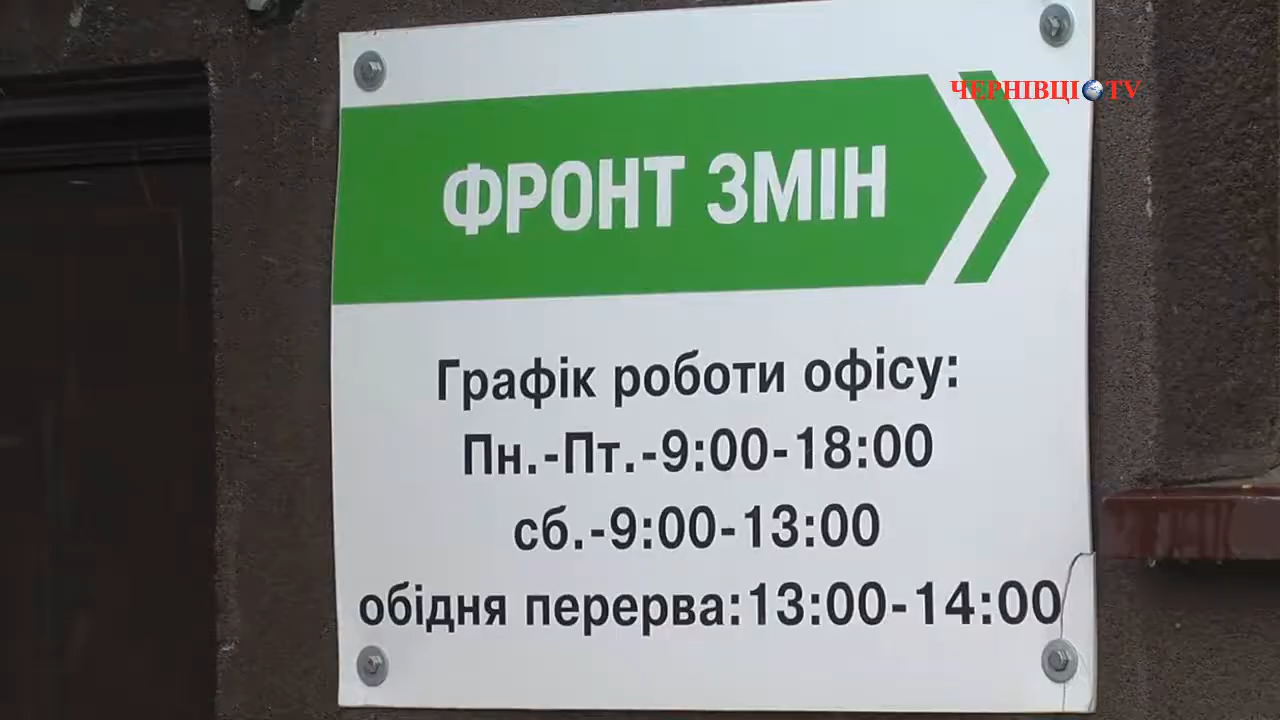 ЧЕРНІВЦІ TV
ФРОНТ ЗМІН
Графік роботи офісу:
Пн.-Пт.-9:00-18:00
сб.-9:00-13:00
обідня перерва:13:00-14:00